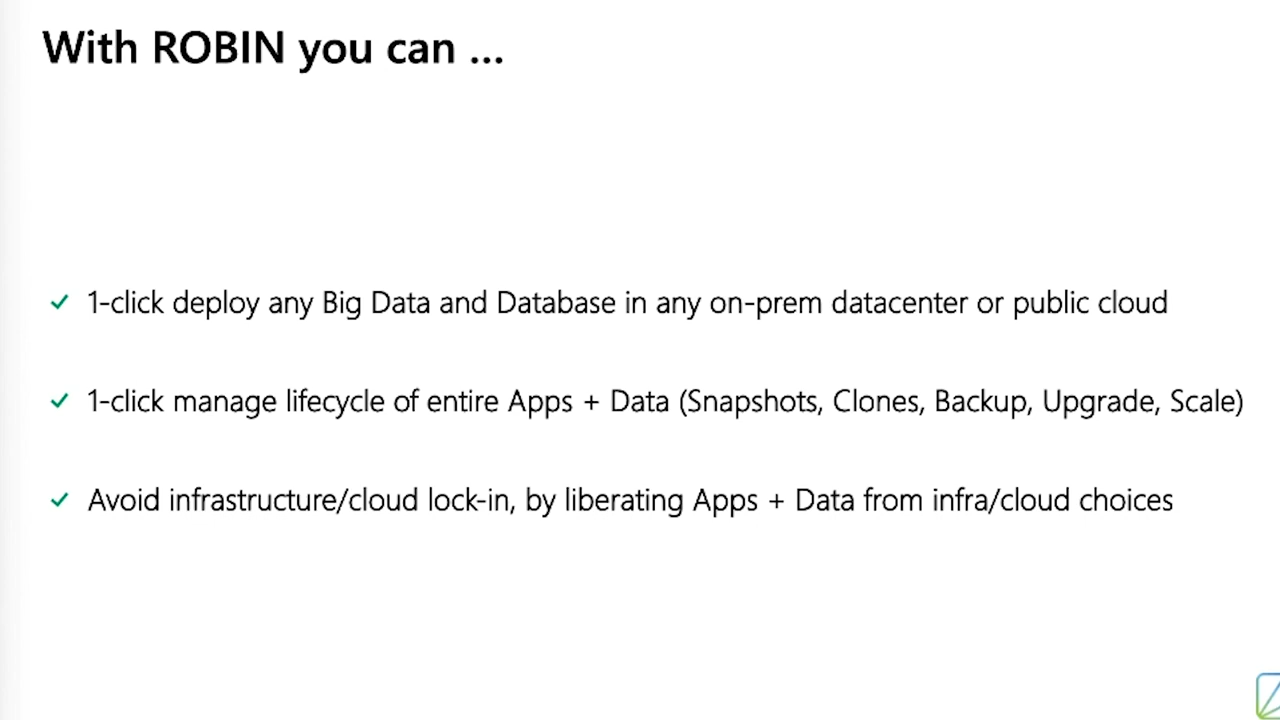 With ROBIN you can ...
1-click deploy any Big Data and Database in any on-prem datacenter or public cloud
1-click manage lifecycle of entire Apps + Data (Snapshots, Clones, Backup, Upgrade, Scale)
Avoid infrastructure/cloud lock-in, by liberating Apps + Data from infra/cloud choices